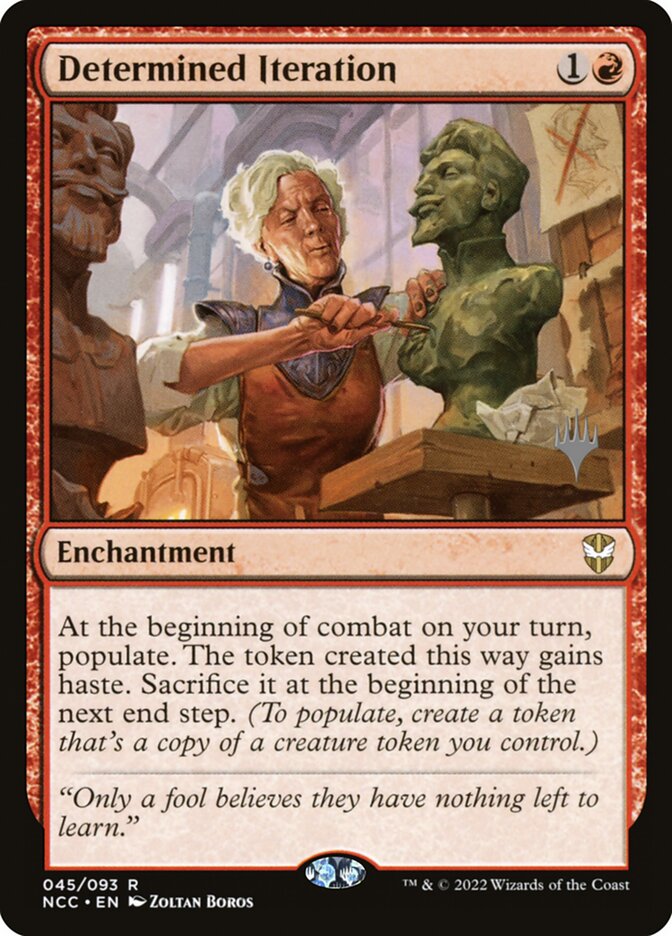 Determined Iteration 1
Enchantment
At the beginning of combat on your turn,
populate. The token created this way gains
haste. Sacrifice it at the beginning of the
next end step. (To populate, create a token
that's a copy of a creature token you control.)
“Only a fool believes they have nothing left to
learn.”
045/093 R
NCC • EN Zoltan Boros
™ & © 2022 Wizards of the Coast